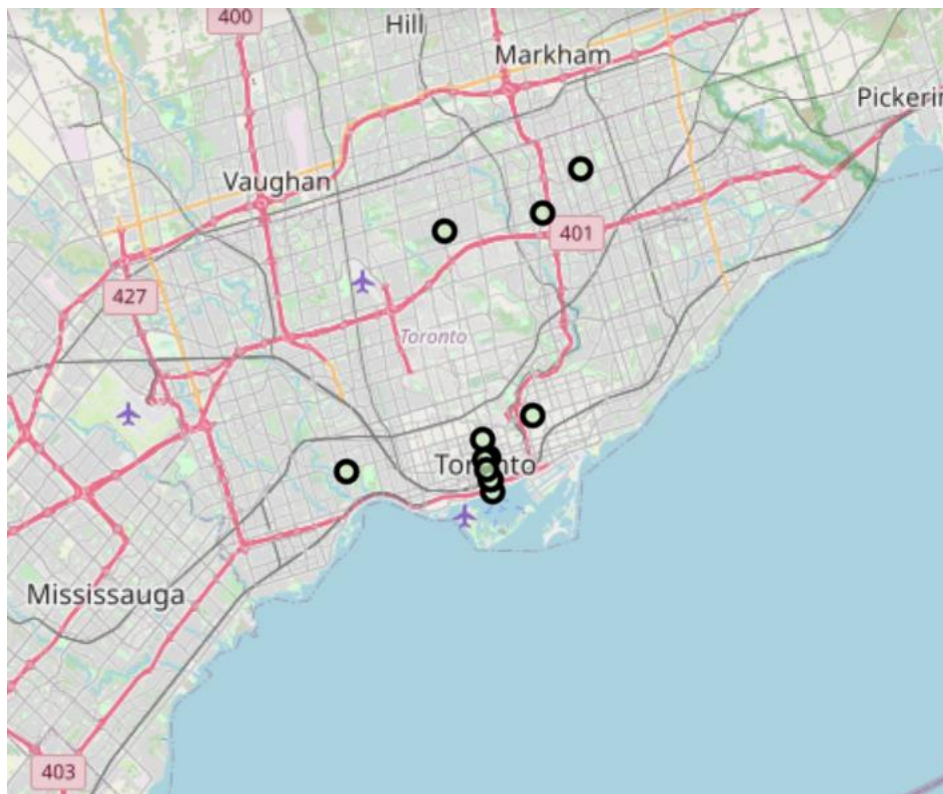 400
Hill
Markham
Pickerin
Vaughan
401
427
Toronto
Toronto
Mississauga
403